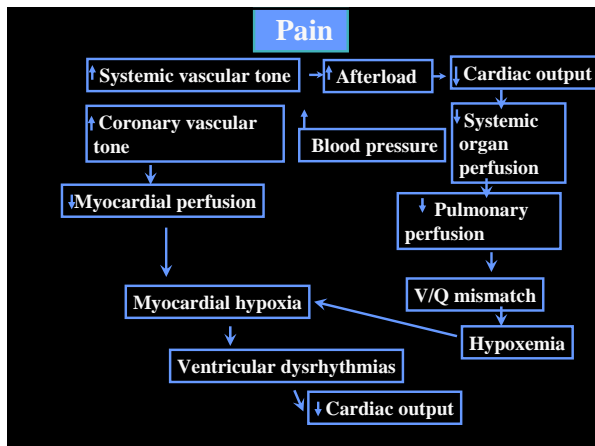 Pain
↑ Systemic vascular tone
↑ Afterload
↓ Cardiac output
↑ Coronary vascular
tone
↑ Blood pressure
↓ Systemic
organ
perfusion
↓ Myocardial perfusion
↓ Pulmonary
perfusion
V/Q mismatch
Myocardial hypoxia
Hypoxemia
Ventricular dysrhythmias
↓ Cardiac output